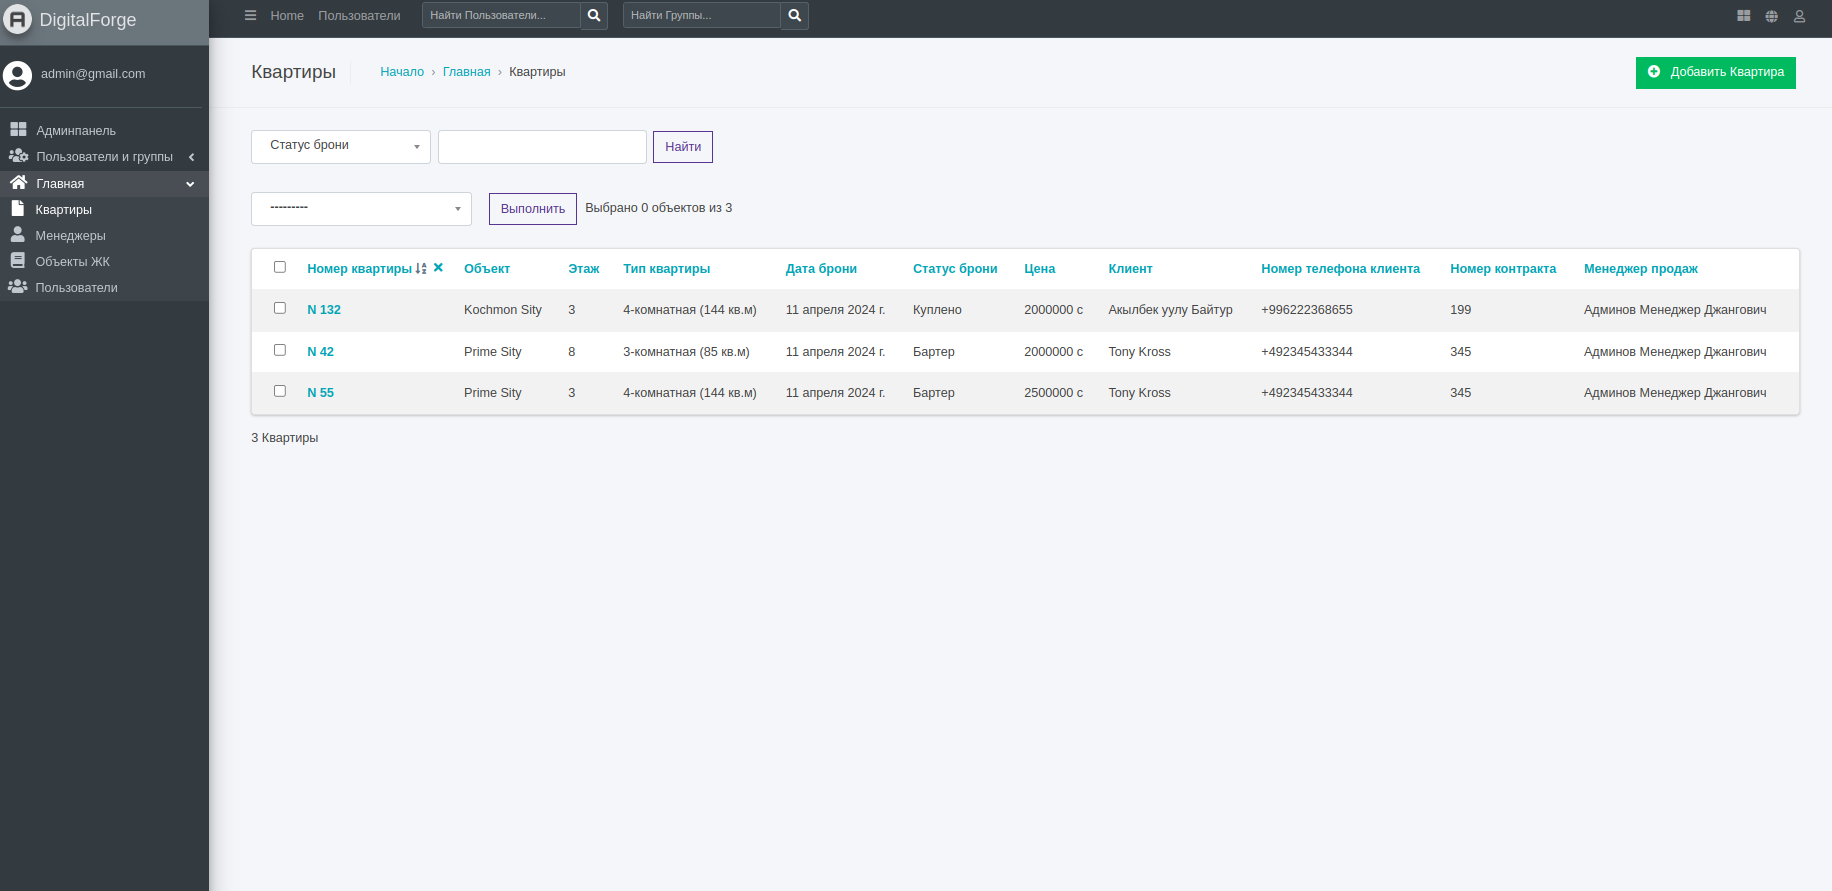 DigitalForge
Home Пользователи Найти Пользователи... Найти Группы...
admin@gmail.com
Админпанель
Пользователи и группы
Главная
Квартиры
Менеджеры
Объекты ЖК
Пользователи
Квартиры Начало › Главная › Квартиры Добавить Квартира
Статус брони Найти
--------- Выполнить Выбрано 0 объектов из 3
Номер квартиры Объект Этаж Тип квартиры Дата брони Статус брони Цена Клиент Номер телефона клиента Номер контракта Менеджер продаж
N 132 Kochmon Sity 3 4-комнатная (144 кв.м) 11 апреля 2024 г. Куплено 2000000 с Акылбек уулу Байтур +996222368655 199 Админов Менеджер Джангович
N 42 Prime Sity 8 3-комнатная (85 кв.м) 11 апреля 2024 г. Бартер 2000000 с Tony Kross +492345433344 345 Админов Менеджер Джангович
N 55 Prime Sity 3 4-комнатная (144 кв.м) 11 апреля 2024 г. Бартер 2500000 с Tony Kross +492345433344 345 Админов Менеджер Джангович
3 Квартиры